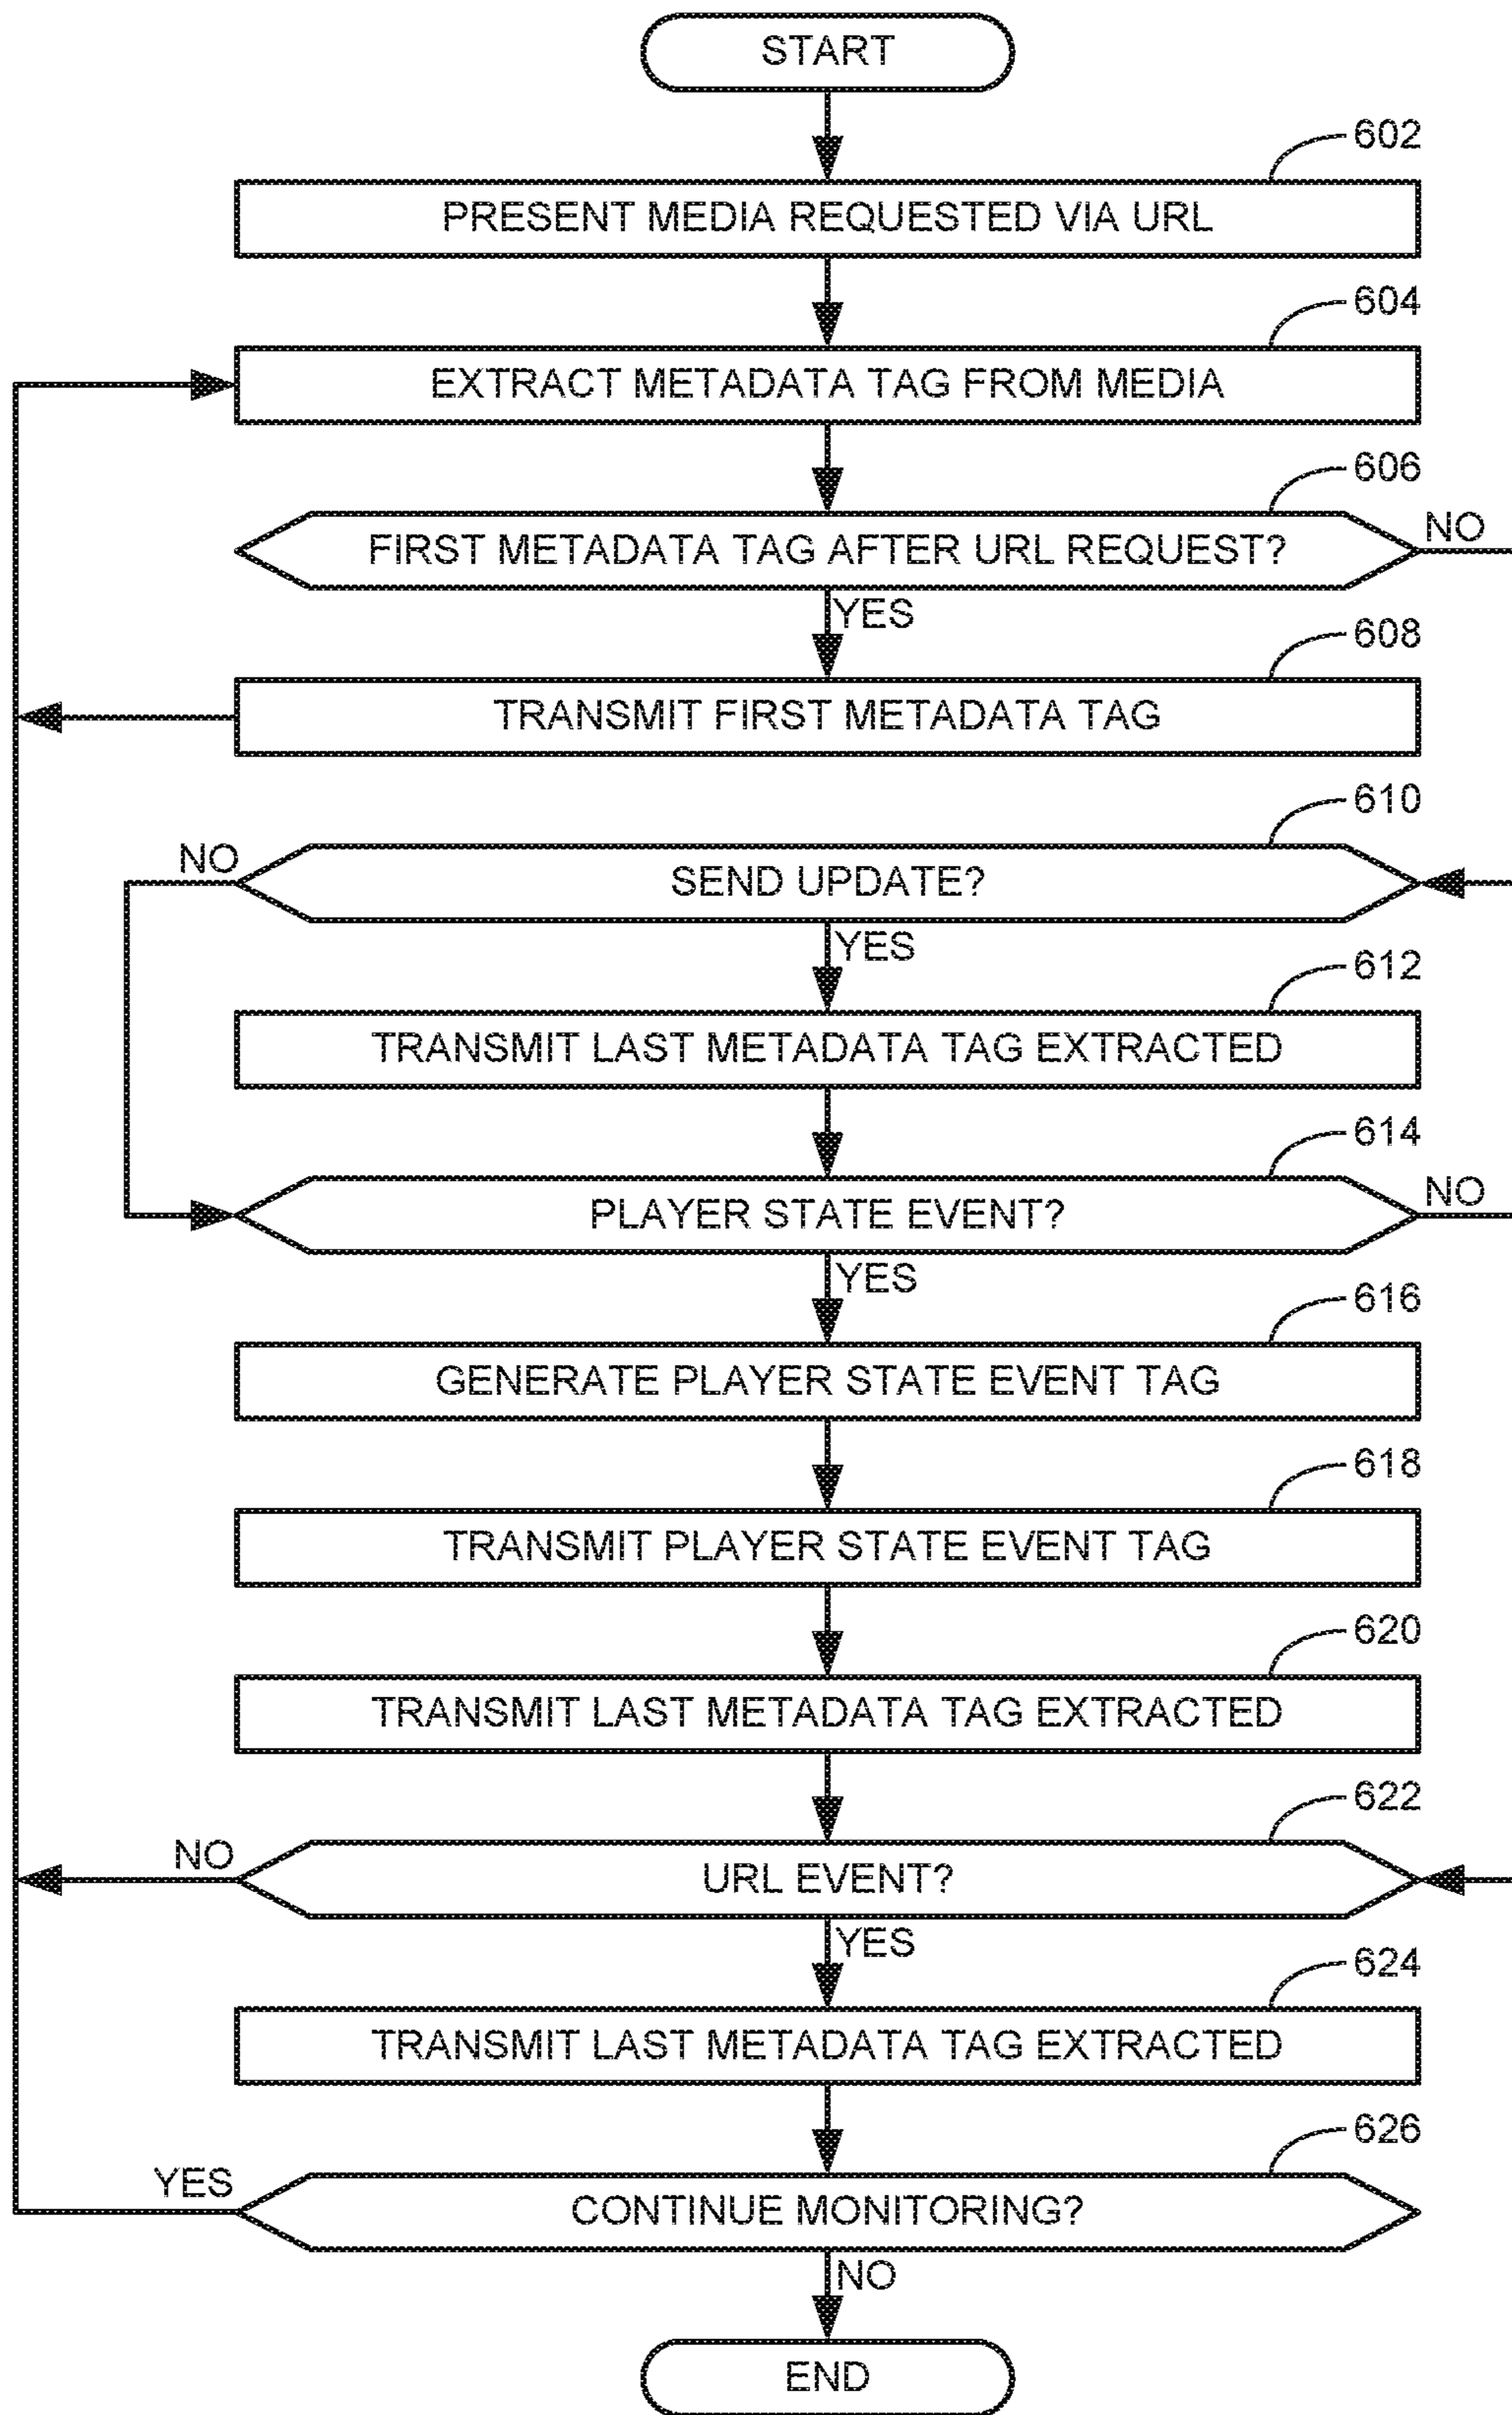 START
602
PRESENT MEDIA REQUESTED VIA URL
604
EXTRACT METADATA TAG FROM MEDIA
606
FIRST METADATA TAG AFTER URL REQUEST?
NO
YES
608
TRANSMIT FIRST METADATA TAG
610
NO
SEND UPDATE?
YES
612
TRANSMIT LAST METADATA TAG EXTRACTED
614
PLAYER STATE EVENT?
NO
YES
616
GENERATE PLAYER STATE EVENT TAG
618
TRANSMIT PLAYER STATE EVENT TAG
620
TRANSMIT LAST METADATA TAG EXTRACTED
622
NO
URL EVENT?
YES
624
TRANSMIT LAST METADATA TAG EXTRACTED
626
YES
CONTINUE MONITORING?
NO
END